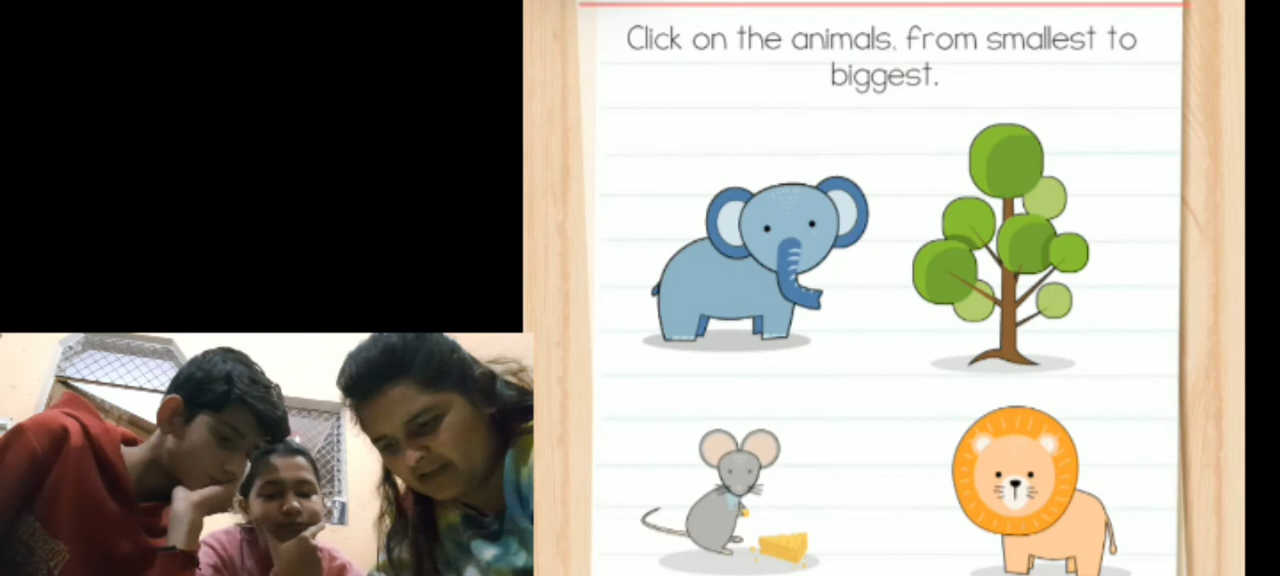 Click on the animals, from smallest to
biggest.